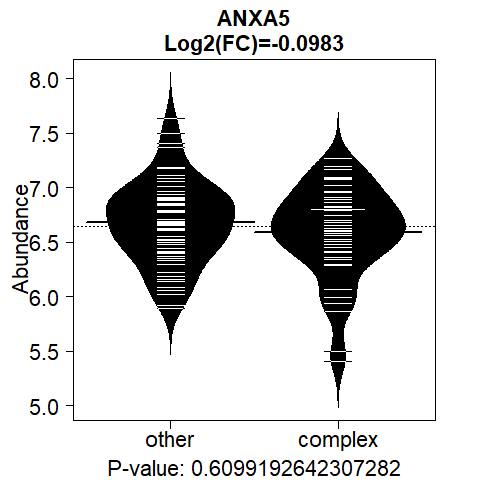 ANXA5
Log2(FC)=-0.0983
Abundance
8.0
7.5
7.0
6.5
6.0
5.5
5.0
other
complex
P-value: 0.6099192642307282